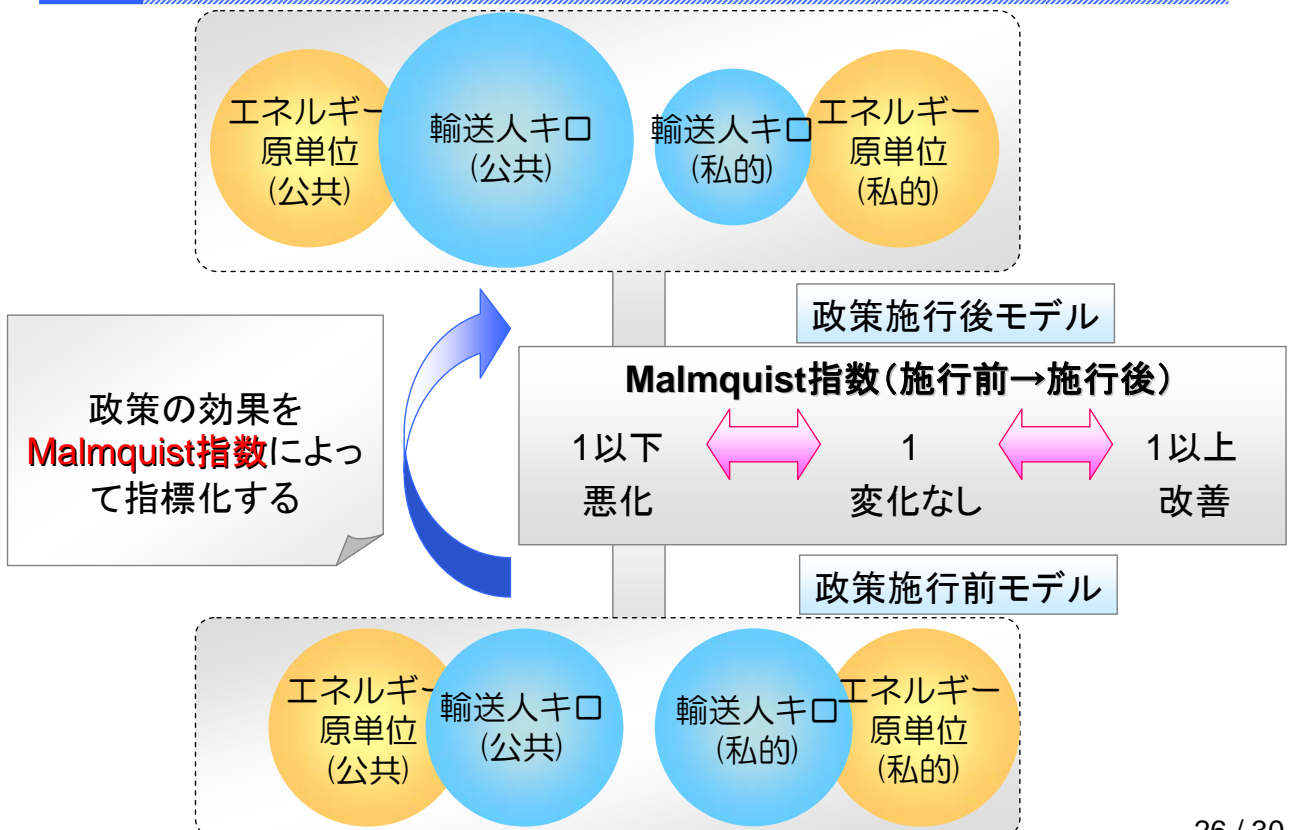 エネルギー
原単位
(公共)
輸送人キロ
(公共)
輸送人キロ
(私的)
エネルギー
原単位
(私的)
政策施行後モデル
政策の効果を
Malmquist指数によっ
て指標化する
Malmquist指数(施行前→施行後)
1以下
1
1以上
悪化
変化なし
改善
政策施行前モデル
エネルギー
原単位
(公共)
輸送人キロ
(公共)
輸送人キロ
(私的)
エネルギー
原単位
(私的)
26 / 30